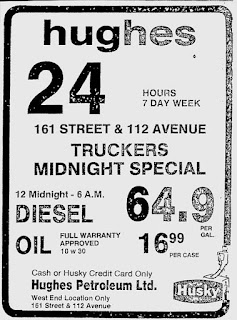 hughes
24
HOURS
7 DAY WEEK
161 STREET & 112 AVENUE
TRUCKERS
MIDNIGHT SPECIAL
12 Midnight - 6 A.M.
DIESEL
64.9
PER
GAL.
OIL
FULL WARRANTY
APPROVED
10 w 30
16.99
PER CASE
Cash or Husky Credit Card Only
Hughes Petroleum Ltd.
West End Location Only
161 Street & 112 Avenue
Husky